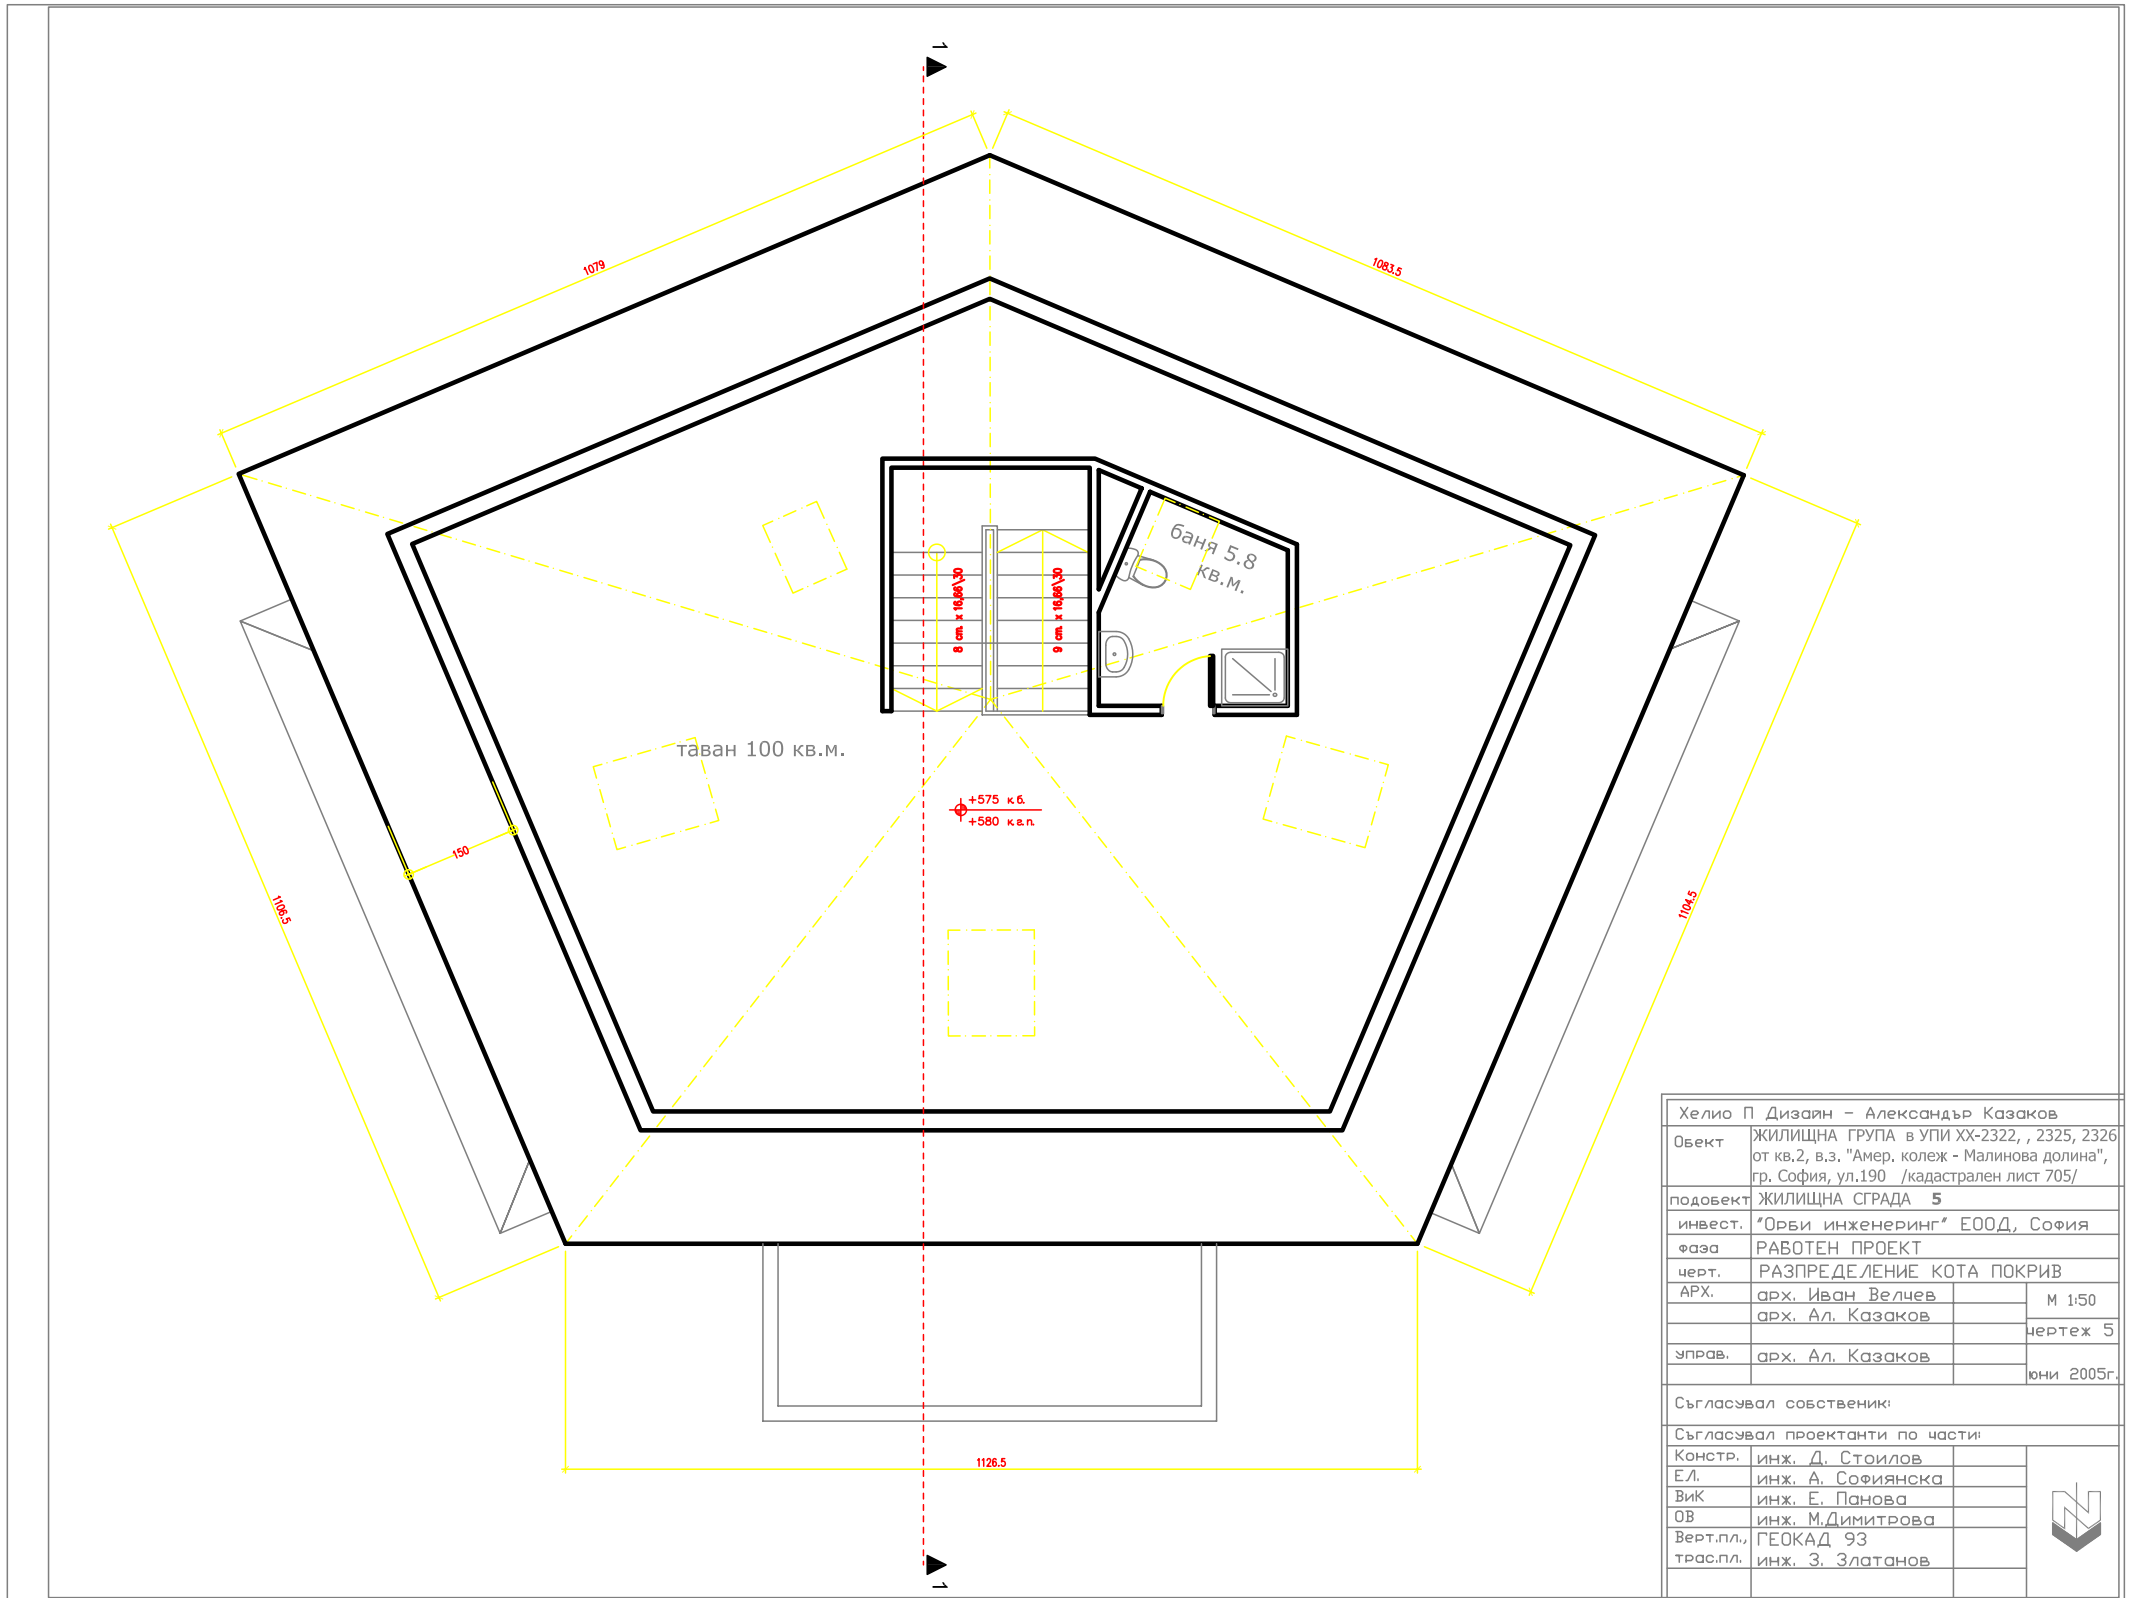 1
1079
1083.5
баня 5.8
кв.м.
8 cm. x 16,66\30
9 cm. x 16,66\30
таван 100 кв.м.
+575 к.б.
+580 к.г.п.
150
1106.5
1104.5
1126.5
1
Хелио П Дизайн - Александър Казаков
Обект
ЖИЛИЩНА ГРУПА в УПИ XX-2322, , 2325, 2326
от кв.2, в.з. "Амер. колеж - Малинова долина",
гр. София, ул.190 /кадастрален лист 705/
подобект ЖИЛИЩНА СГРАДА 5
инвест. "Орби инженеринг" ЕООД, София
фаза РАБОТЕН ПРОЕКТ
черт. РАЗПРЕДЕЛЕНИЕ КОТА ПОКРИВ
АРХ. арх. Иван Велчев
М 1:50
арх. Ал. Казаков
чертеж 5
управ. арх. Ал. Казаков
юни 2005г.
Съгласувал собственик:
Съгласувал проектанти по части:
Констр. инж. Д. Стоилов
ЕЛ. инж. А. Софиянска
ВиК инж. Е. Панова
ОВ инж. М.Димитрова
Верт.пл., ГЕОКАД 93
трас.пл. инж. З. Златанов